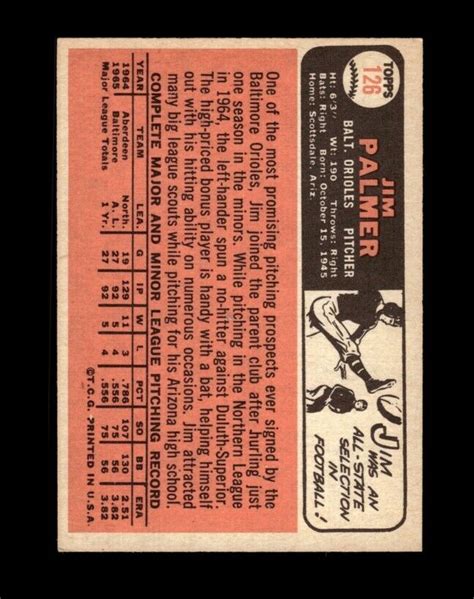 TOPPS
126
JIM
PALMER
BALT. ORIOLES PITCHER
Ht: 6'3" Wt: 190 Throws: Right
Bats: Right Born: October 15, 1945
Home: Scottsdale, Ariz.
JIM
WAS AN
ALL-STATE
SELECTION
IN
FOOTBALL!
One of the most promising pitching prospects ever signed by the
Baltimore Orioles, Jim joined the parent club after hurling just
one season in the minors. While pitching in the Northern League
in 1964, the left-hander spun a no-hitter against Duluth-Superior.
The high-priced bonus player is handy with a bat, helping himself
out with his hitting ability on numerous occasions. Jim attracted
many big league scouts while pitching for his Arizona high school.
COMPLETE MAJOR AND MINOR LEAGUE PITCHING RECORD
YEAR TEAM LEA. G IP W L PCT SO BB ERA
1964 Aberdeen North. 19 129 11 3 .786 107 130 2.51
1965 Baltimore A. L. 27 92 5 4 .556 75 56 3.82
Major League Totals 1 Yr. 27 92 5 4 .556 75 56 3.82
©T.C.G. PRINTED IN U.S.A.